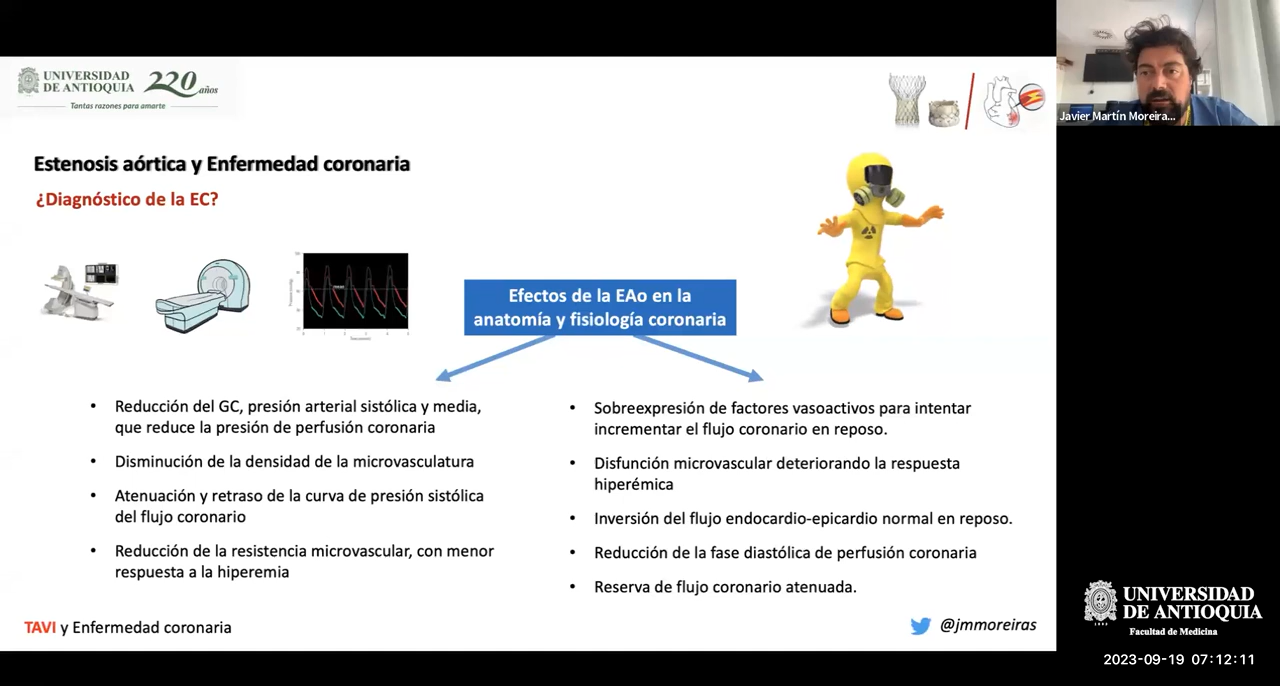 UNIVERSIDAD
DE ANTIOQUIA
220 años
Tantas razones para amarte
Javier Martín Moreira...
Estenosis aórtica y Enfermedad coronaria
¿Diagnóstico de la EC?
Efectos de la EAo en la
anatomía y fisiología coronaria
• Reducción del GC, presión arterial sistólica y media,
que reduce la presión de perfusión coronaria
• Disminución de la densidad de la microvasculatura
• Atenuación y retraso de la curva de presión sistólica
del flujo coronario
• Reducción de la resistencia microvascular, con menor
respuesta a la hiperemia
• Sobreexpresión de factores vasoactivos para intentar
incrementar el flujo coronario en reposo.
• Disfunción microvascular deteriorando la respuesta
hiperémica
• Inversión del flujo endocardio-epicardio normal en reposo.
• Reducción de la fase diastólica de perfusión coronaria
• Reserva de flujo coronario atenuada.
TAVI y Enfermedad coronaria
@jmmoreiras
UNIVERSIDAD
DE ANTIOQUIA
Facultad de Medicina
2023-09-19 07:12:11